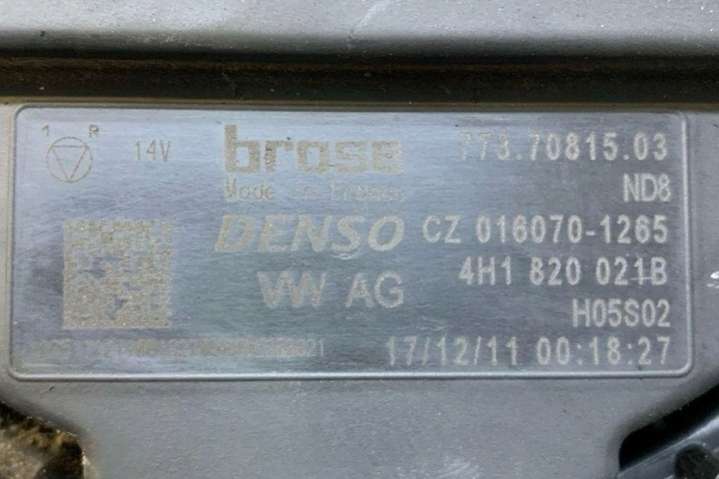 1 R
14V
brose
773.70815.03
ND8
DENSO
CZ 016070-1265
VW AG
4H1 820 021B
H05S02
17/12/11 00:18:27